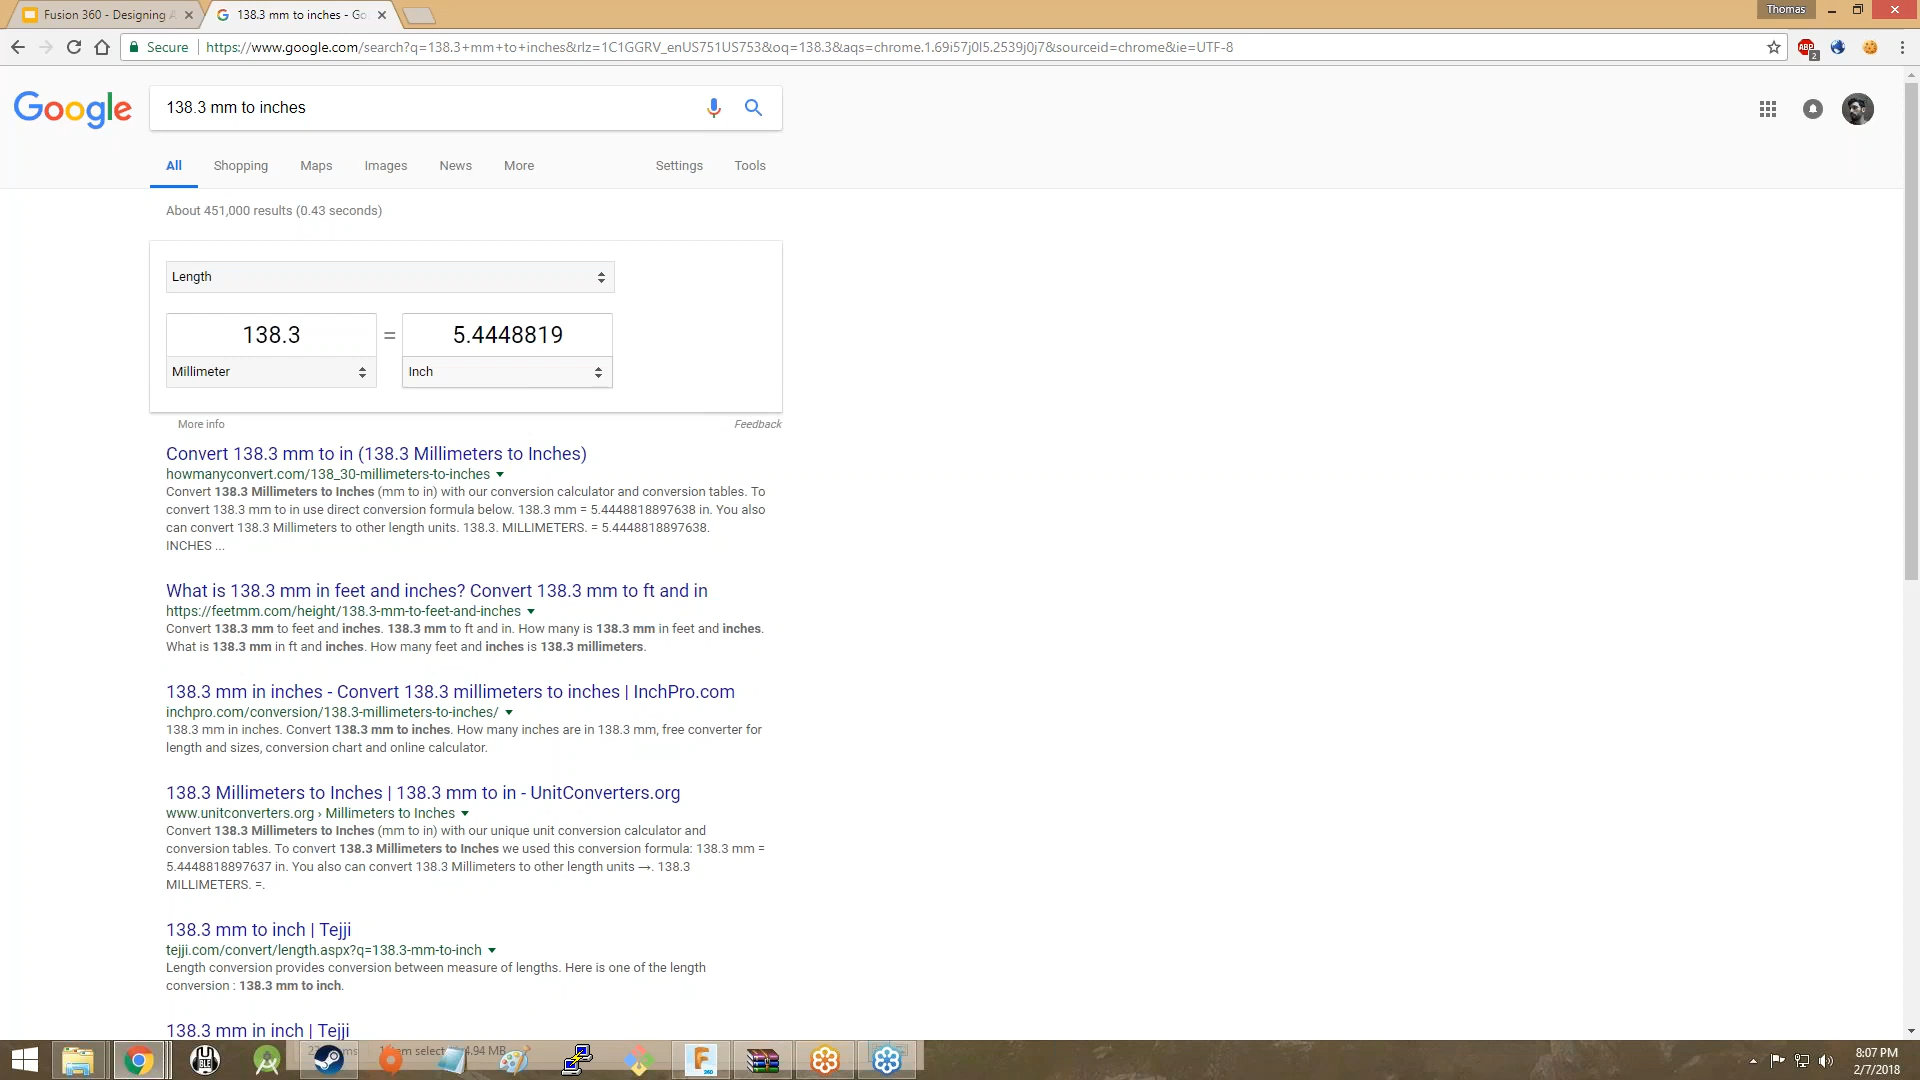 Fusion 360 - Designing
138.3 mm to inches - Go
Thomas
Secure
https://www.google.com/search?q=138.3+mm+to+inches&rlz=1C1GGRV_enUS751US753&oq=138.3&aqs=chrome.1.69i57j0l5.2539j0j7&sourceid=chrome&ie=UTF-8
ABP
2
Google
138.3 mm to inches
All Shopping Maps Images News More Settings Tools
About 451,000 results (0.43 seconds)
Length
138.3 = 5.4448819
Millimeter Inch
More info Feedback
Convert 138.3 mm to in (138.3 Millimeters to Inches)
howmanyconvert.com/138_30-millimeters-to-inches
Convert 138.3 Millimeters to Inches (mm to in) with our conversion calculator and conversion tables. To
convert 138.3 mm to in use direct conversion formula below. 138.3 mm = 5.4448818897638 in. You also
can convert 138.3 Millimeters to other length units. 138.3. MILLIMETERS. = 5.4448818897638.
INCHES ...
What is 138.3 mm in feet and inches? Convert 138.3 mm to ft and in
https://feetmm.com/height/138.3-mm-to-feet-and-inches
Convert 138.3 mm to feet and inches. 138.3 mm to ft and in. How many is 138.3 mm in feet and inches.
What is 138.3 mm in ft and inches. How many feet and inches is 138.3 millimeters.
138.3 mm in inches - Convert 138.3 millimeters to inches | InchPro.com
inchpro.com/conversion/138.3-millimeters-to-inches/
138.3 mm in inches. Convert 138.3 mm to inches. How many inches are in 138.3 mm, free converter for
length and sizes, conversion chart and online calculator.
138.3 Millimeters to Inches | 138.3 mm to in - UnitConverters.org
www.unitconverters.org › Millimeters to Inches
Convert 138.3 Millimeters to Inches (mm to in) with our unique unit conversion calculator and
conversion tables. To convert 138.3 Millimeters to Inches we used this conversion formula: 138.3 mm =
5.4448818897637 in. You also can convert 138.3 Millimeters to other length units →. 138.3
MILLIMETERS. =.
138.3 mm to inch | Tejji
tejji.com/convert/length.aspx?q=138.3-mm-to-inch
Length conversion provides conversion between measure of lengths. Here is one of the length
conversion : 138.3 mm to inch.
138.3 mm in inch | Tejji
4.94 MB
8:07 PM
2/7/2018